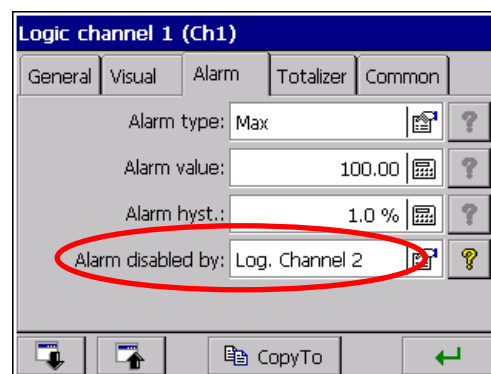 Logic channel 1 (Ch1)
General Visual Alarm Totalizer Common
Alarm type: Max ?
Alarm value: 100.00 ?
Alarm hyst.: 1.0 % ?
Alarm disabled by: Log. Channel 2 ?
CopyTo